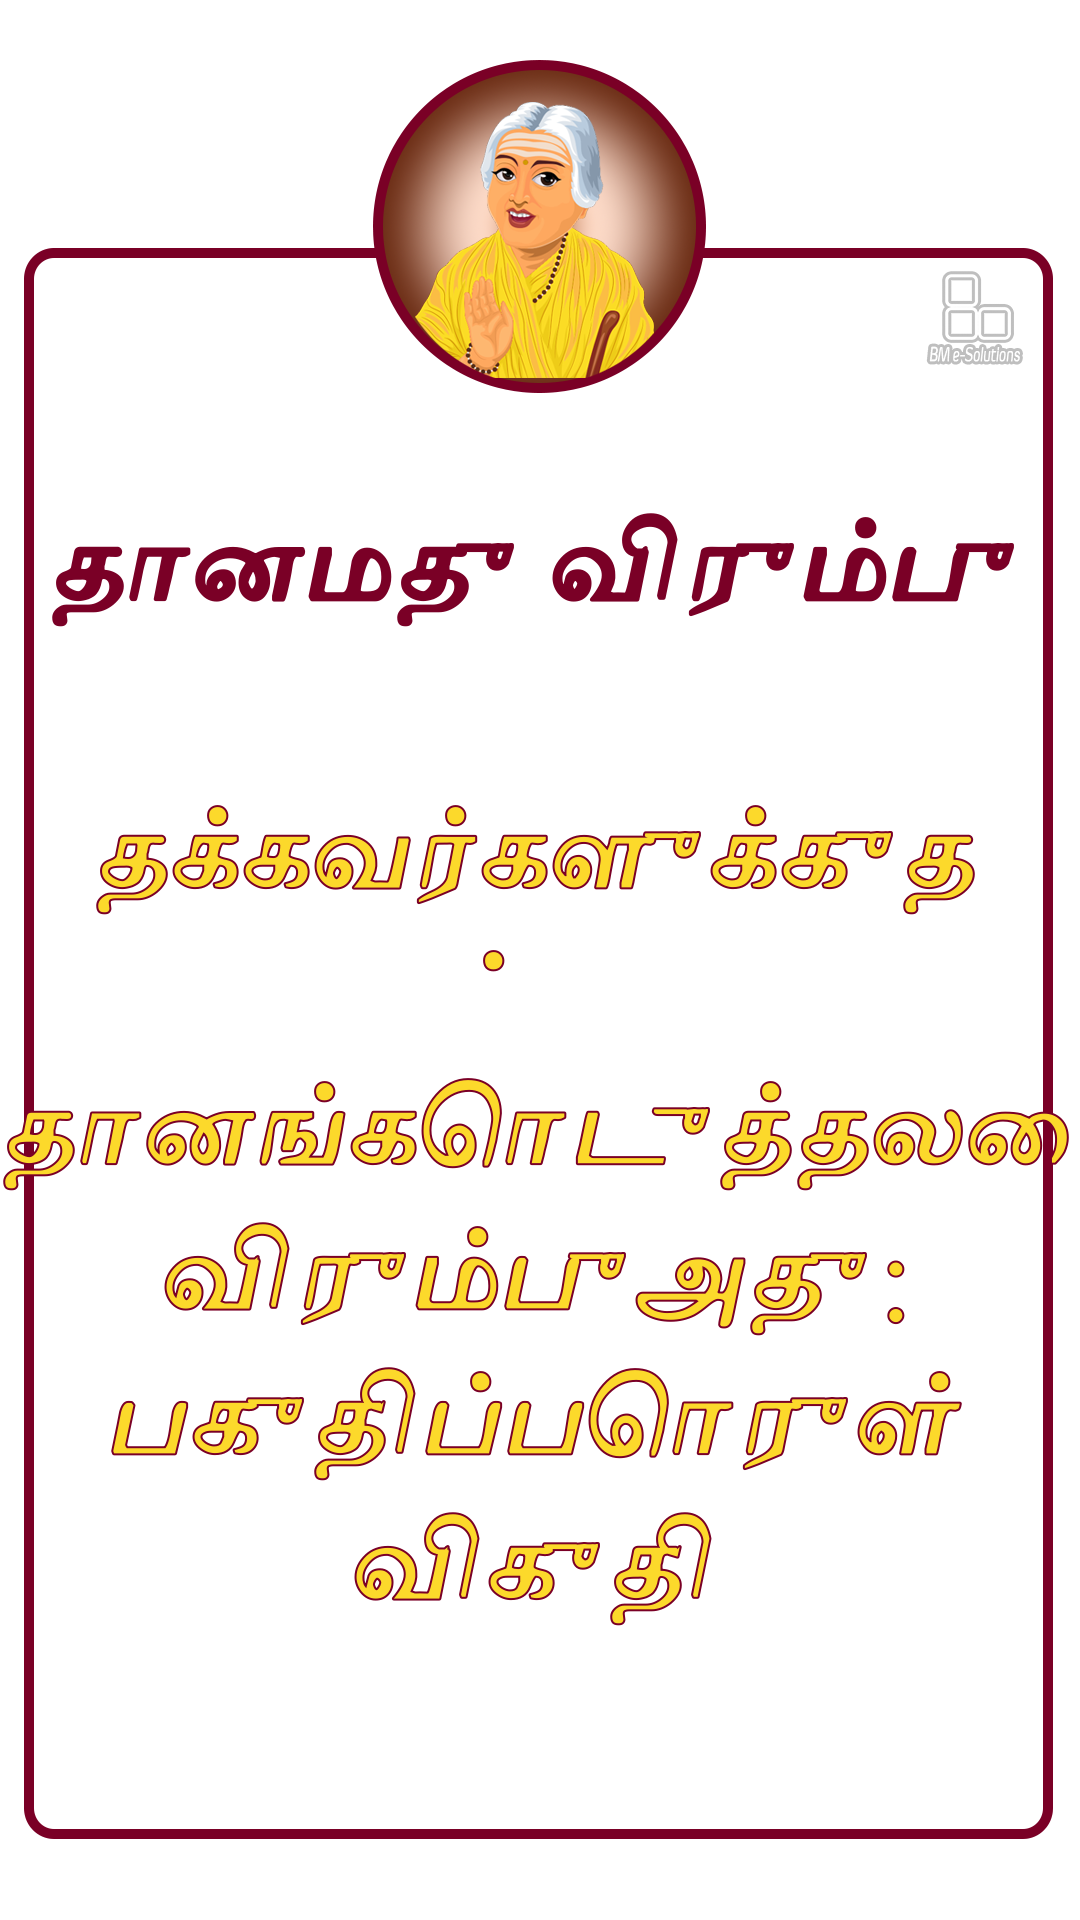 BM e-Solutions
தானமது விரும்பு
தக்கவர்களுக்குத
்
தானங்கொடுத்தலை
விரும்புஅது:
பகுதிப்பொருள்
விகுதி